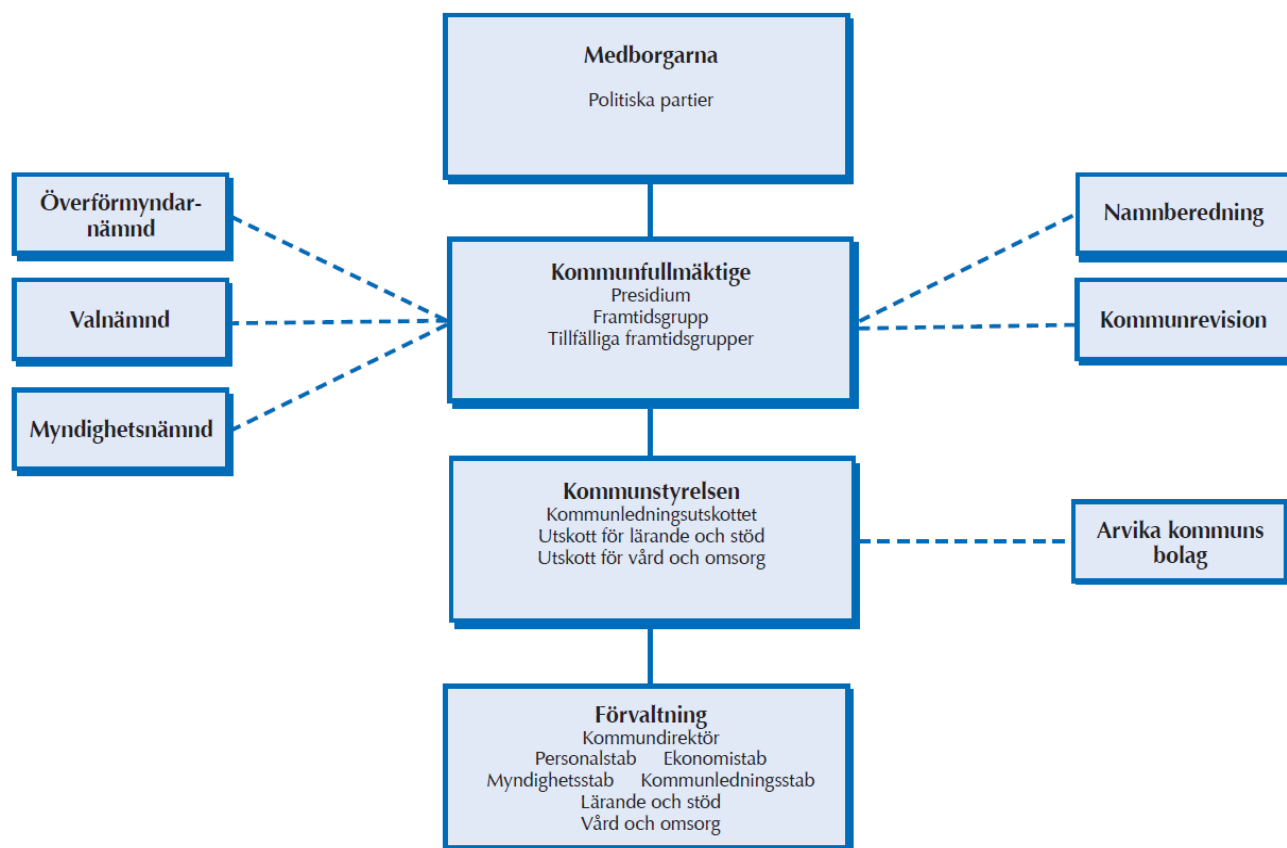 Medborgarna
Politiska partier
Överförmyndar-
nämnd
Valnämnd
Myndighetsnämnd
Kommunfullmäktige
Presidium
Framtidsgrupp
Tillfälliga framtidsgrupper
Namnberedning
Kommunrevision
Kommunstyrelsen
Kommunledningsutskottet
Utskott för lärande och stöd
Utskott för vård och omsorg
Arvika kommuns
bolag
Förvaltning
Kommundirektör
Personalstab Ekonomistab
Myndighetsstab Kommunledningsstab
Lärande och stöd
Vård och omsorg